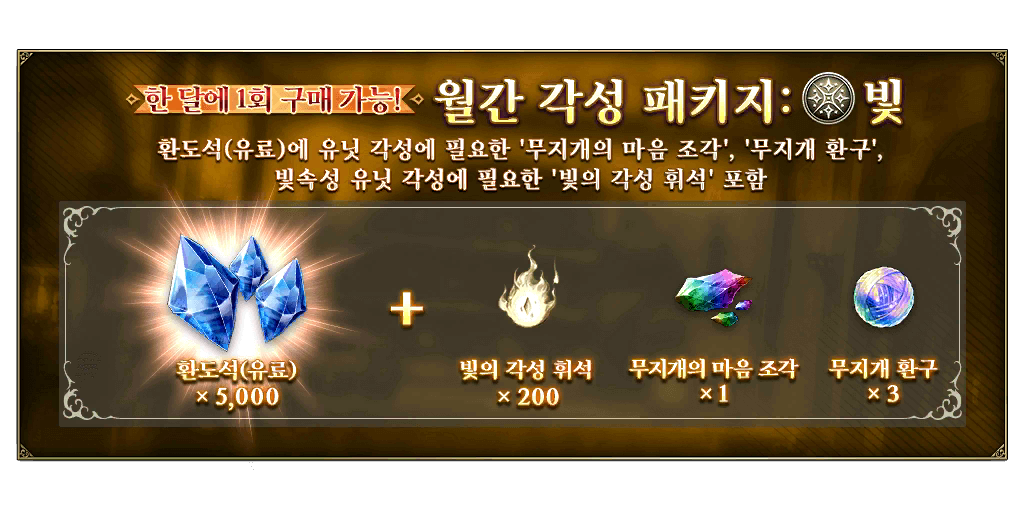 한 달에 1회 구매 가능! 월간 각성 패키지: 빛
환도석(유료)에 유닛 각성에 필요한 '무지개의 마음 조각', '무지개 환구',
빛속성 유닛 각성에 필요한 '빛의 각성 휘석' 포함
+
환도석(유료) 빛의 각성 휘석 무지개의 마음 조각 무지개 환구
× 5,000 × 200 × 1 × 3